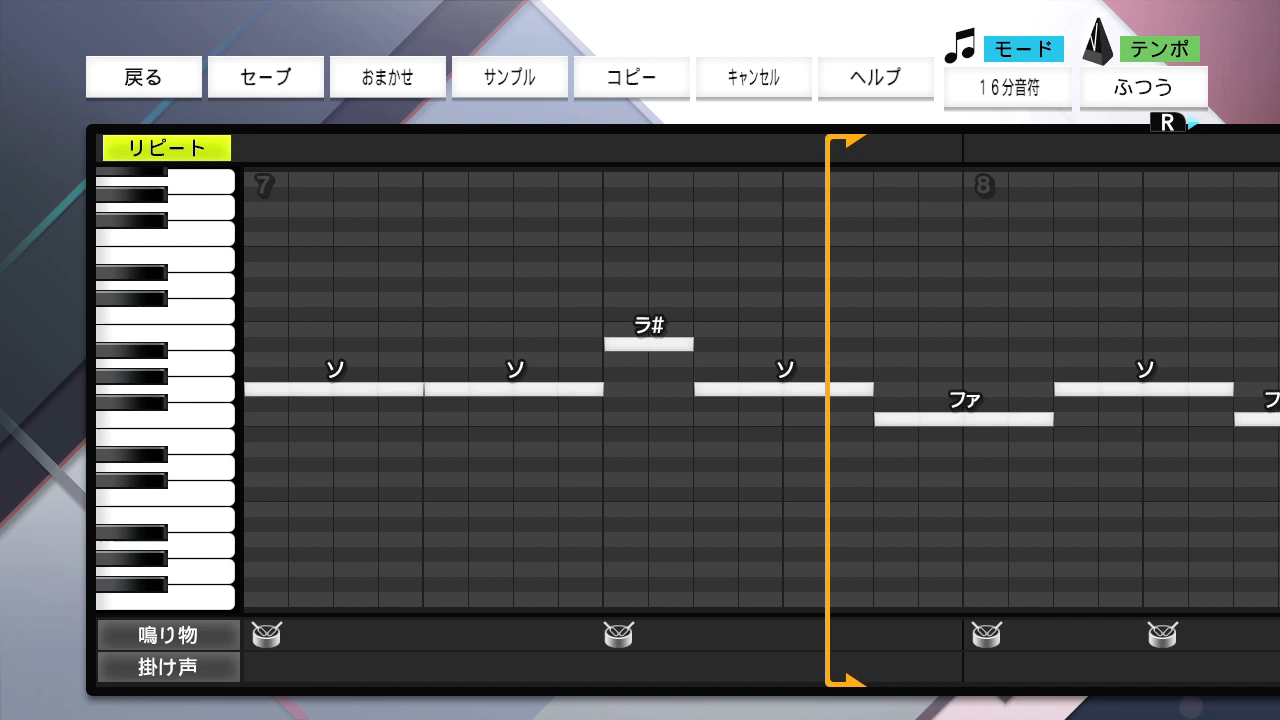 モード
テンポ
戻る
セーブ
おまかせ
サンプル
コピー
キャンセル
ヘルプ
16分音符
ふつう
R
リピート
7
8
ラ#
ソ
ソ
ソ
ソ
ファ
フ
鳴り物
掛け声